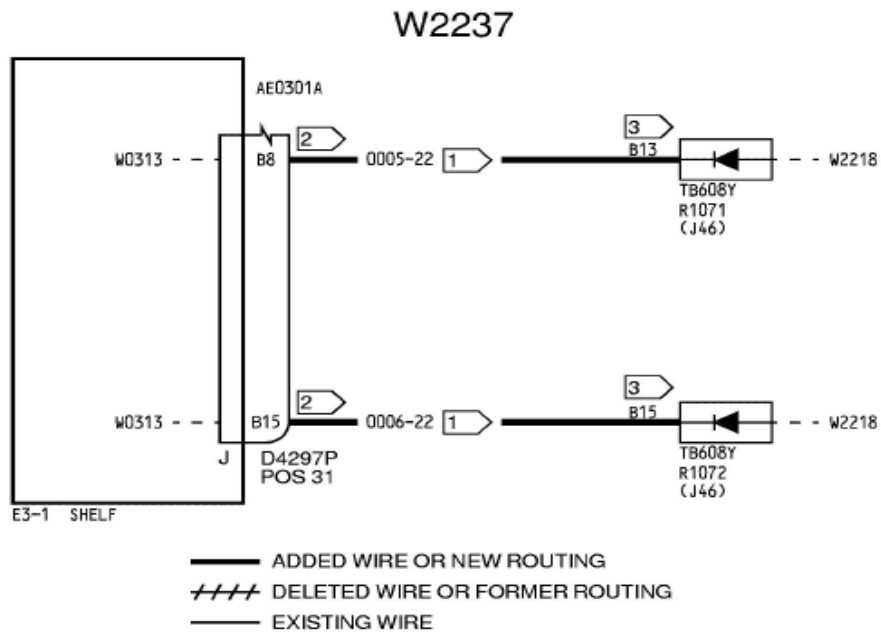 W2237
AE0301A
2
3
W0313 B8 0005-22 1 B13 W2218
TB608Y
R1071
(J46)
2
3
W0313 B15 0006-22 1 B15 W2218
J D4297P
POS 31
TB608Y
R1072
(J46)
E3-1 SHELF
ADDED WIRE OR NEW ROUTING
DELETED WIRE OR FORMER ROUTING
EXISTING WIRE